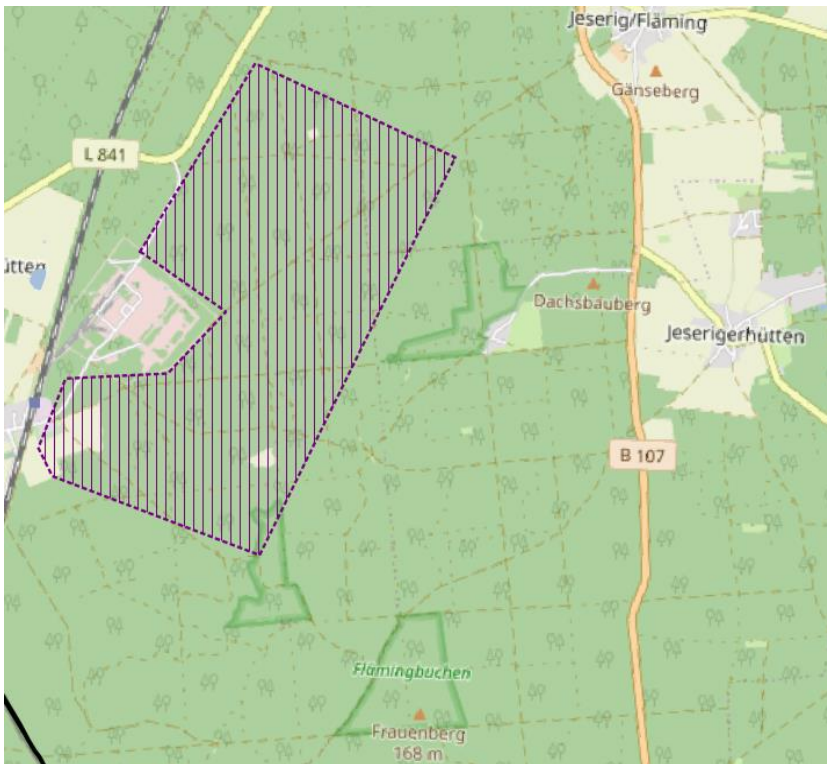 Jeserig/Fläming
Gänseberg
L 841
ütten
Dachsbauberg
Jeserigerhütten
B 107
Flämingbuchen
Frauenberg
168 m